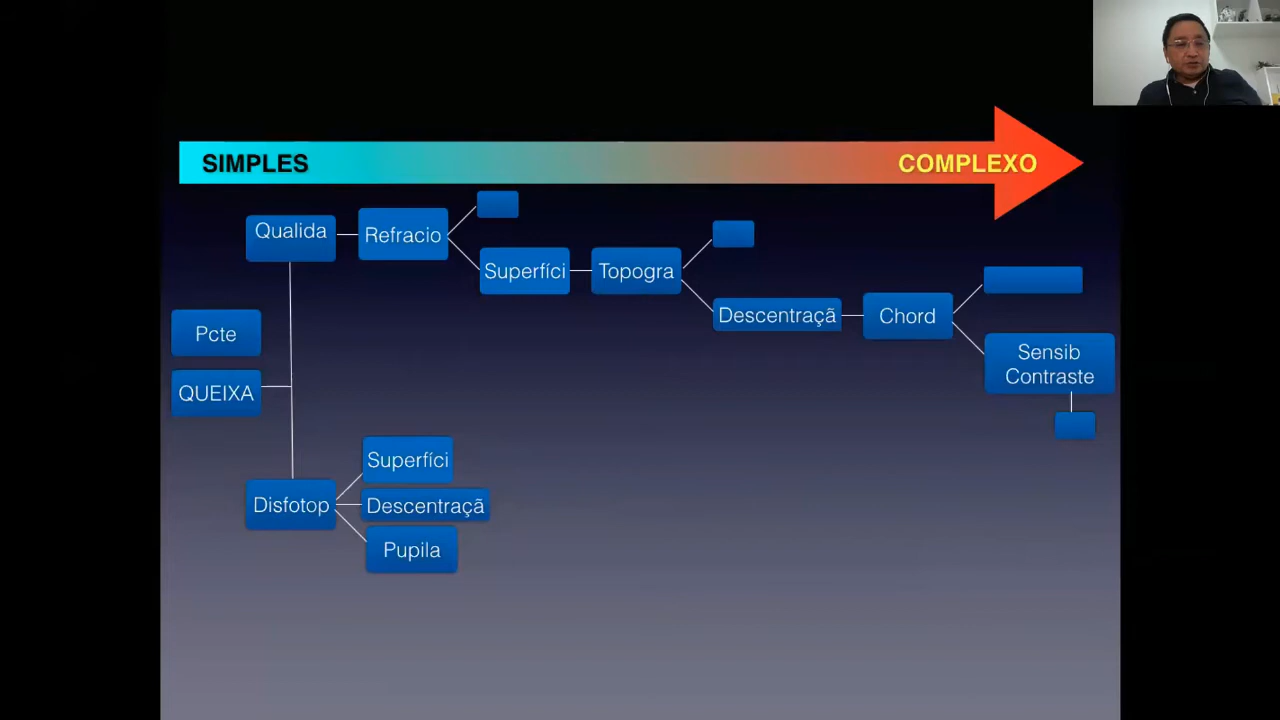 SIMPLES
COMPLEXO
Qualida
Refracio
Superfíci
Topogra
Descentraçã
Chord
Sensib
Contraste
Pcte
QUEIXA
Disfotop
Superfíci
Descentraçã
Pupila